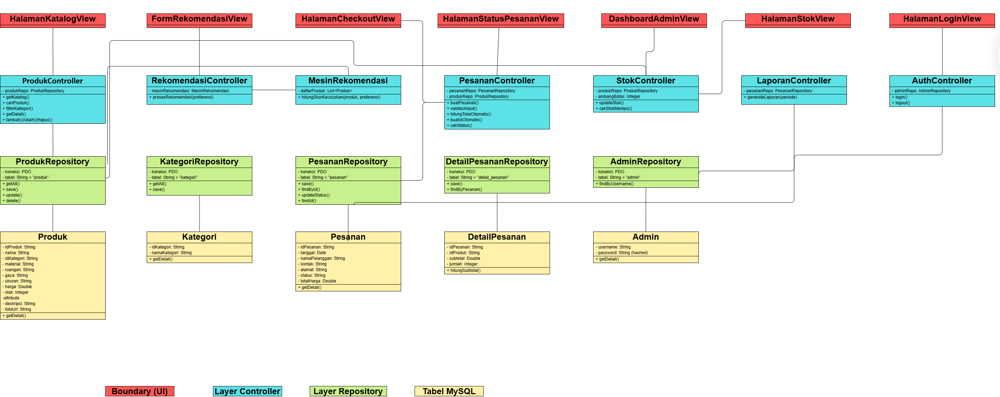 HalamanKatalogView
FormRekomendasiView
HalamanCheckoutView
HalamanStatusPesananView
DashboardAdminView
HalamanStokView
HalamanLoginView
ProdukController
- produkRepo: ProdukRepository
+ getKatalog()
+ cariProduk()
+ filterKategori()
+ getDetail()
+ tambah()/ubah()/hapus()
RekomendasiController
- mesinRekomendasi: MesinRekomendasi
+ prosesRekomendasi(preferensi)
MesinRekomendasi
- daftarProduk: List<Produk>
+ hitungSkorKecocokan(produk, preferensi)
PesananController
- pesananRepo: PesananRepository
- produkRepo: ProdukRepository
+ buatPesanan()
+ validasiInput()
+ hitungTotalOtomatis()
+ buatIdOtomatis()
+ cekStatus()
StokController
- produkRepo: ProdukRepository
- ambangBatas: Integer
+ updateStok()
+ cekStokMenipis()
LaporanController
- pesananRepo: PesananRepository
+ generateLaporan(periode)
AuthController
- adminRepo: AdminRepository
+ login()
+ logout()
ProdukRepository
- koneksi: PDO
- tabel: String = "produk"
+ getAll()
+ save()
+ update()
+ delete()
KategoriRepository
- koneksi: PDO
- tabel: String = "kategori"
+ getAll()
+ save()
PesananRepository
- koneksi: PDO
- tabel: String = "pesanan"
+ save()
+ findById()
+ updateStatus()
+ findAll()
DetailPesananRepository
- koneksi: PDO
- tabel: String = "detail_pesanan"
+ save()
+ findByPesanan()
AdminRepository
- koneksi: PDO
- tabel: String = "admin"
+ findByUsername()
Produk
- idProduk: String
- nama: String
- idKategori: String
- material: String
- ruangan: String
- gaya: String
- ukuran: String
- harga: Double
- stok: Integer
-attribute
- deskripsi: String
- fotoUrl: String
+ getDetail()
Kategori
- idKategori: String
- namaKategori: String
+ getDetail()
Pesanan
- idPesanan: String
- tanggal: Date
- namaPelanggan: String
- kontak: String
- alamat: String
- status: String
- totalHarga: Double
+ getDetail()
DetailPesanan
- idPesanan: String
- idProduk: String
- subtotal: Double
- jumlah: Integer
+ hitungSubtotal()
Admin
- username: String
- password: String (hashed)
+ getDetail()
Boundary (UI)
Layer Controller
Layer Repository
Tabel MySQL